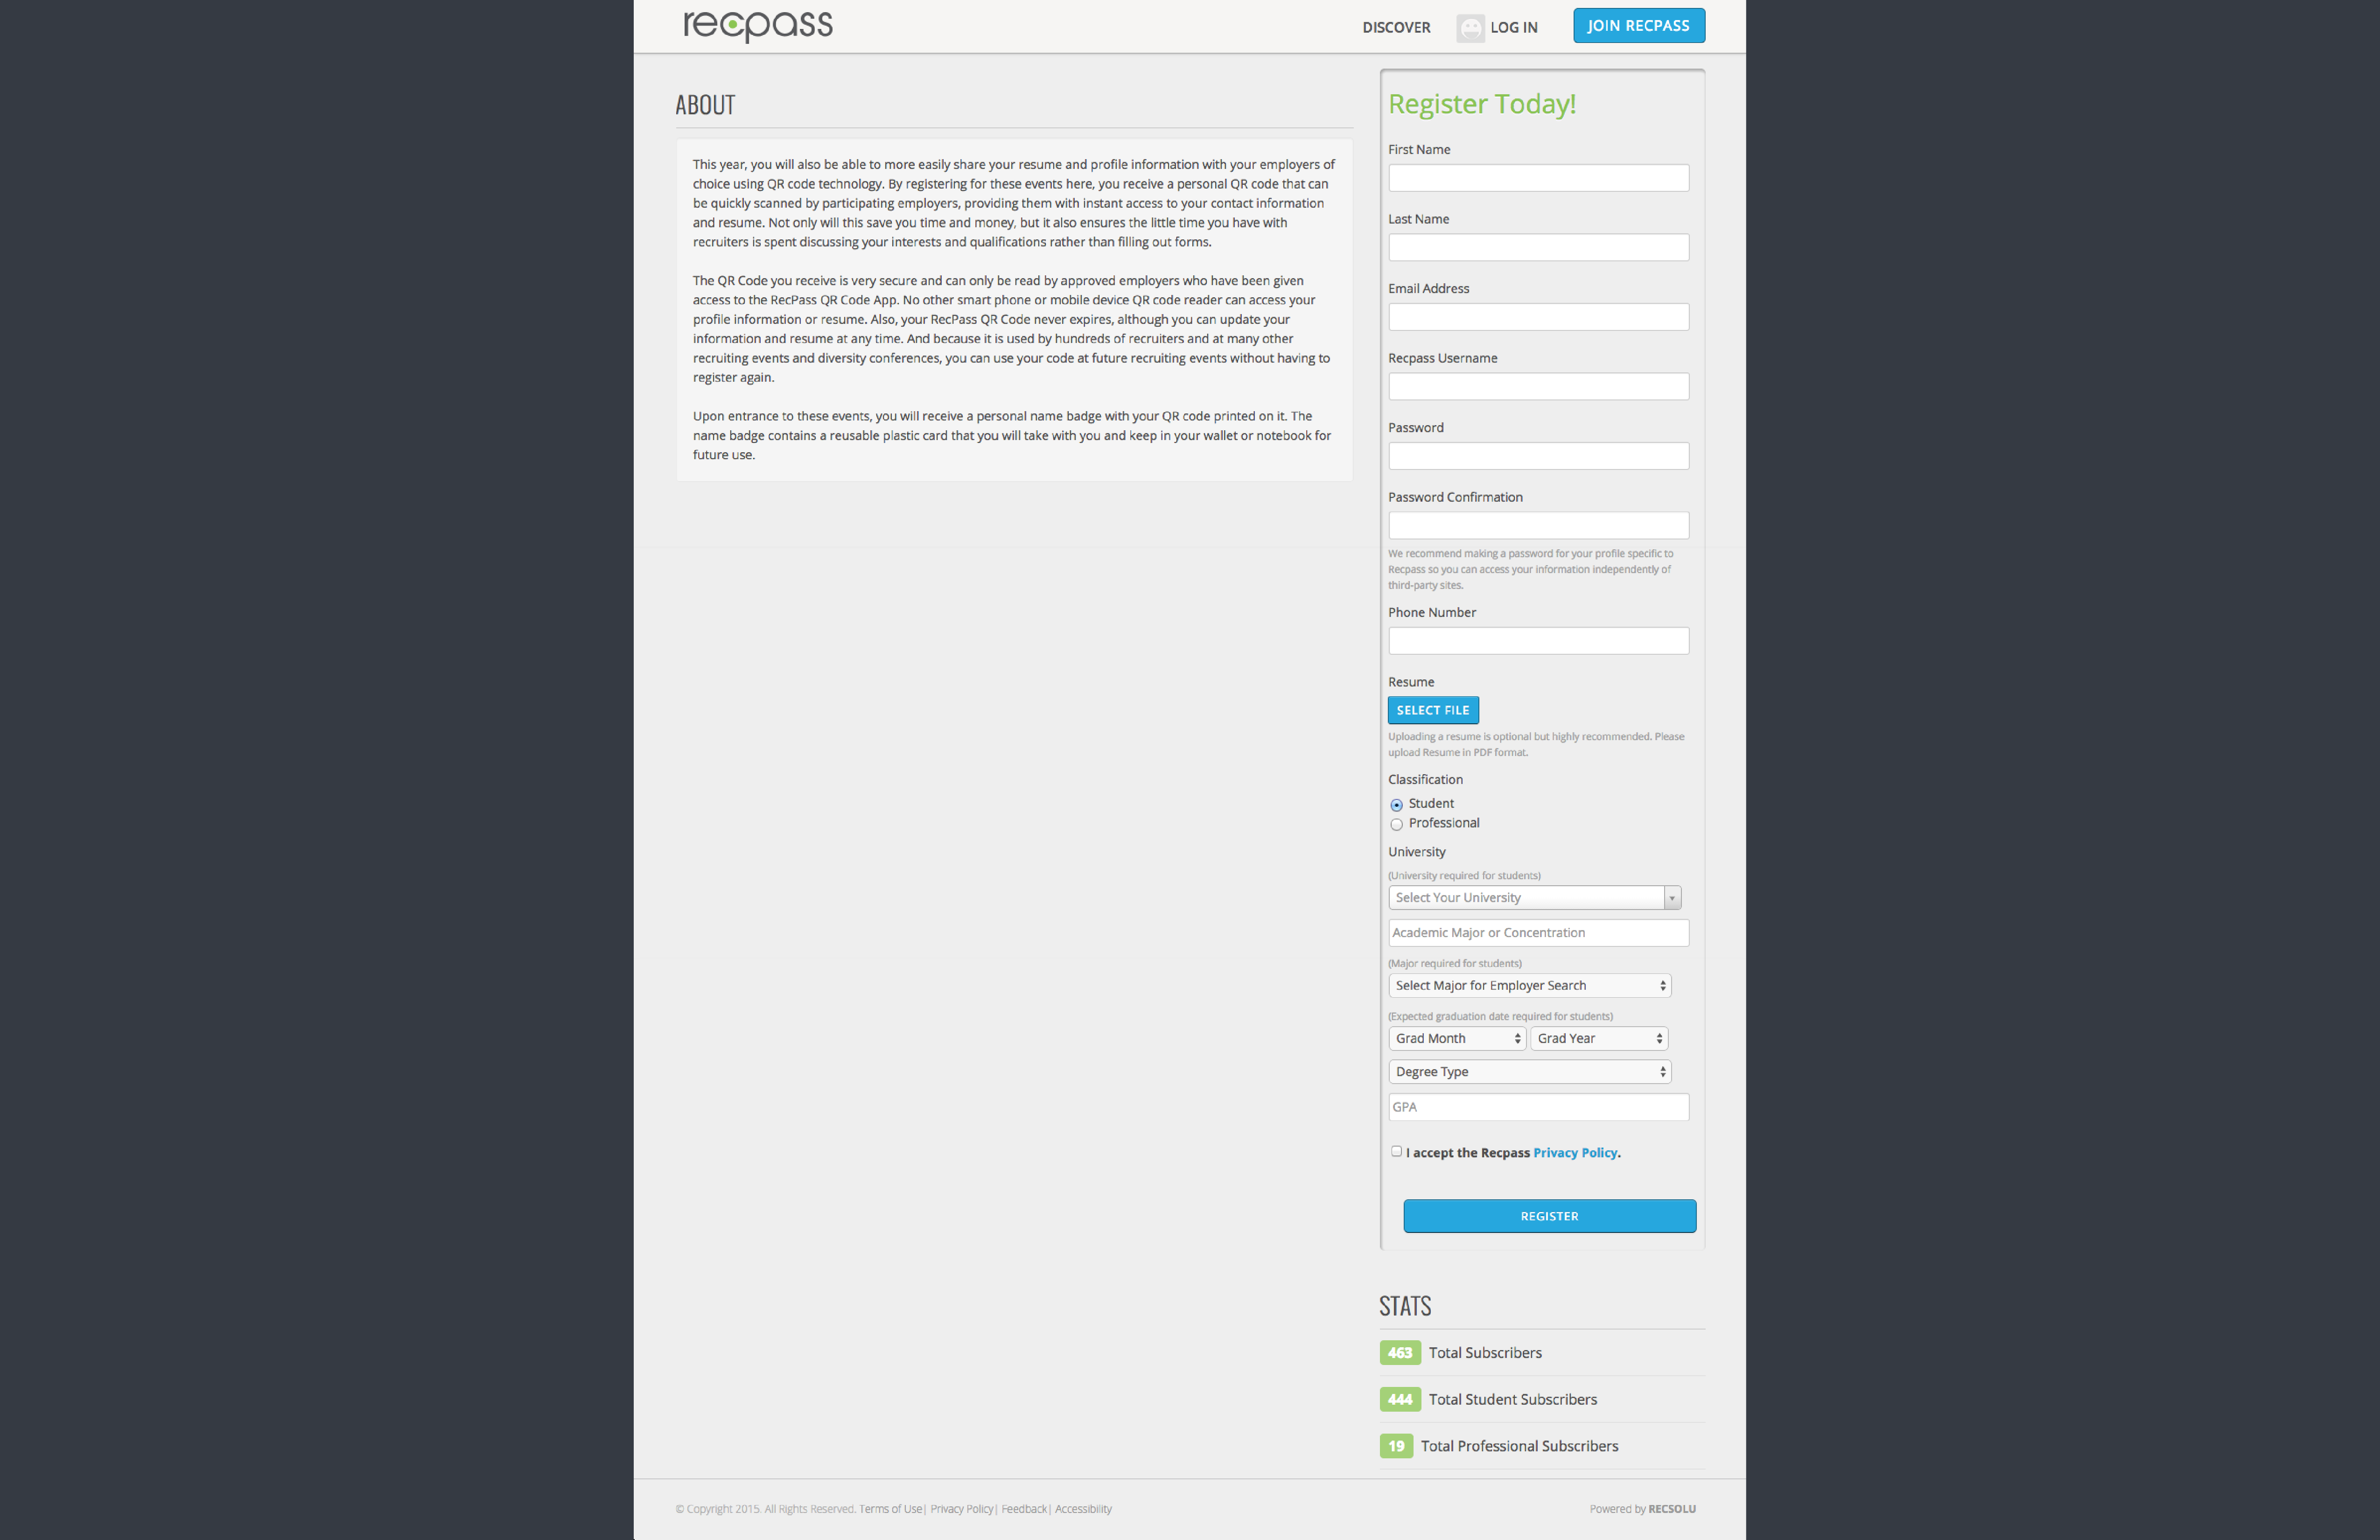 recpass
DISCOVER
LOG IN
JOIN RECPASS
ABOUT
This year, you will also be able to more easily share your resume and profile information with your employers of
choice using QR code technology. By registering for these events here, you receive a personal QR code that can
be quickly scanned by participating employers, providing them with instant access to your contact information
and resume. Not only will this save you time and money, but it also ensures the little time you have with
recruiters is spent discussing your interests and qualifications rather than filling out forms.
The QR Code you receive is very secure and can only be read by approved employers who have been given
access to the RecPass QR Code App. No other smart phone or mobile device QR code reader can access your
profile information or resume. Also, your RecPass QR Code never expires, although you can update your
information and resume at any time. And because it is used by hundreds of recruiters and at many other
recruiting events and diversity conferences, you can use your code at future recruiting events without having to
register again.
Upon entrance to these events, you will receive a personal name badge with your QR code printed on it. The
name badge contains a reusable plastic card that you will take with you and keep in your wallet or notebook for
future use.
Register Today!
First Name
Last Name
Email Address
Recpass Username
Password
Password Confirmation
We recommend making a password for your profile specific to
Recpass so you can access your information independently of
third-party sites.
Phone Number
Resume
SELECT FILE
Uploading a resume is optional but highly recommended. Please
upload Resume in PDF format.
Classification
Student
Professional
University
(University required for students)
Select Your University
Academic Major or Concentration
(Major required for students)
Select Major for Employer Search
(Expected graduation date required for students)
Grad Month Grad Year
Degree Type
GPA
I accept the Recpass Privacy Policy.
REGISTER
STATS
463 Total Subscribers
444 Total Student Subscribers
19 Total Professional Subscribers
© Copyright 2015. All Rights Reserved. Terms of Use| Privacy Policy| Feedback| Accessibility
Powered by RECSOLU